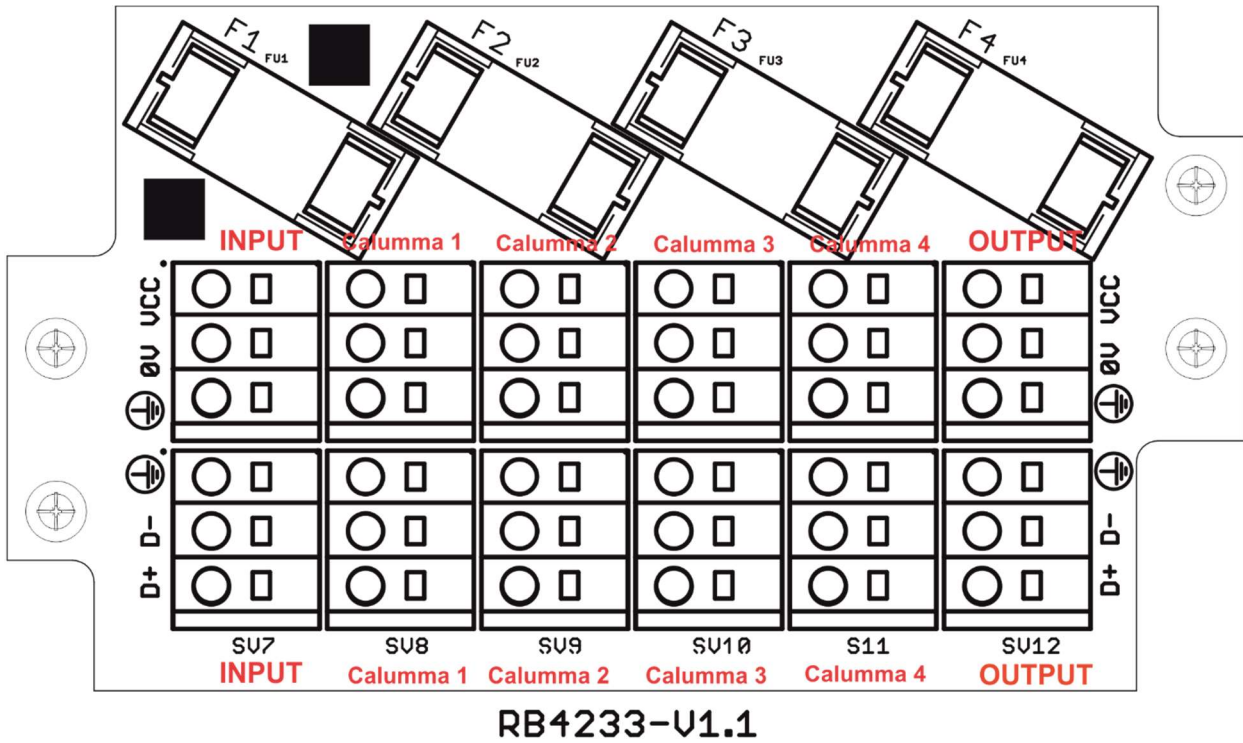 F1 FU1 F2 FU2 F3 FU3 F4 FU4
INPUT Calumma 1 Calumma 2 Calumma 3 Calumma 4 OUTPUT
0V VCC
0V VCC
D+ D-
D+ D-
SV7 SV8 SV9 SV10 S11 SV12
INPUT Calumma 1 Calumma 2 Calumma 3 Calumma 4 OUTPUT
RB4233-V1.1